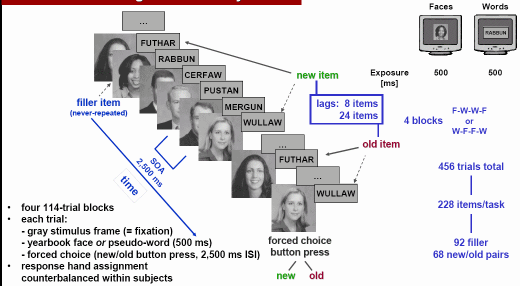 ...
FUTHAR
RABBUN
CERFAW
PUSTAN
MERGUN
WULLAW
...
FUTHAR
...
WULLAW
filler item
(never-repeated)
SOA
2,500 ms
time
new item
lags: 8 items
24 items
old item
forced choice
button press
new old
Faces Words
RABBUN
Exposure
[ms]
500 500
4 blocks
F-W-W-F
or
W-F-F-W
456 trials total
228 items/task
92 filler
68 new/old pairs
• four 114-trial blocks
• each trial:
- gray stimulus frame (= fixation)
- yearbook face or pseudo-word (500 ms)
- forced choice (new/old button press, 2,500 ms ISI)
• response hand assignment
counterbalanced within subjects